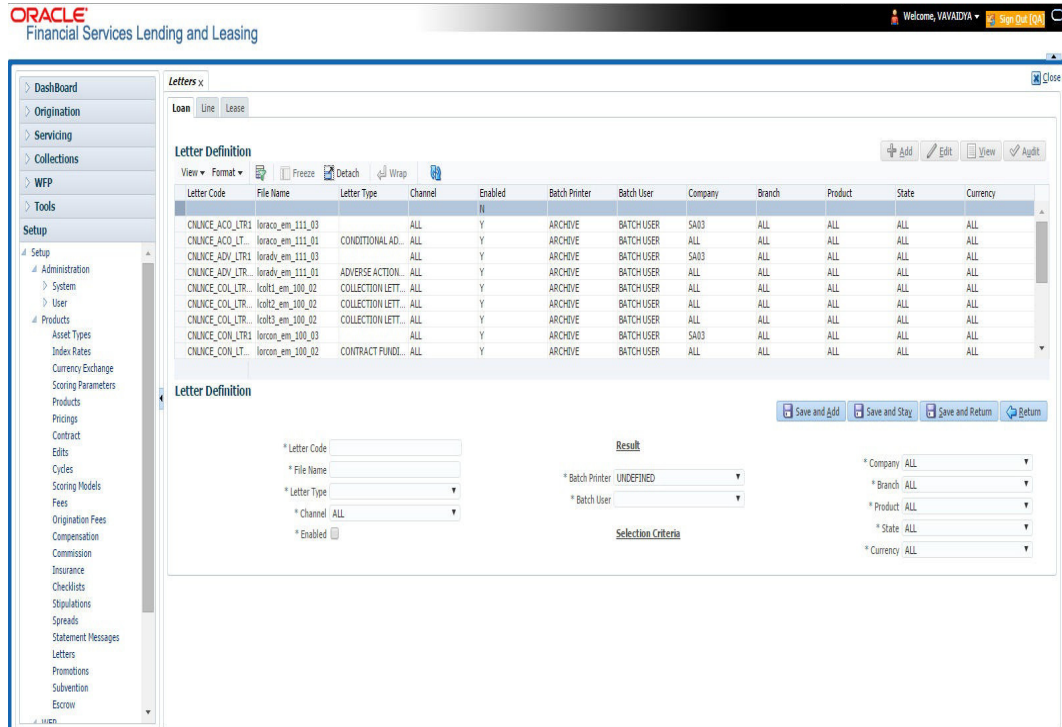 ORACLE
Financial Services Lending and Leasing
Welcome, VAVAIDYA
Sign Out [QA]
DashBoard
Origination
Servicing
Collections
WFP
Tools
Setup
Setup
Administration
System
User
Products
Asset Types
Index Rates
Currency Exchange
Scoring Parameters
Products
Pricings
Contract
Edits
Cycles
Scoring Models
Fees
Origination Fees
Compensation
Commission
Insurance
Checklists
Stipulations
Spreads
Statement Messages
Letters
Promotions
Subvention
Escrow
WFP
Letters x
Close
Loan Line Lease
Letter Definition
Add Edit View Audit
View Format Freeze Detach Wrap
Letter Code File Name Letter Type Channel Enabled Batch Printer Batch User Company Branch Product State Currency
N
CNLNCE_ACO_LTR1 loraco_em_111_03 ALL Y ARCHIVE BATCH USER SA03 ALL ALL ALL ALL
CNLNCE_ACO_LT... loraco_em_111_01 CONDITIONAL AD... ALL Y ARCHIVE BATCH USER ALL ALL ALL ALL ALL
CNLNCE_ADV_LTR1 loradv_em_111_03 ALL Y ARCHIVE BATCH USER SA03 ALL ALL ALL ALL
CNLNCE_ADV_LTR... loradv_em_111_01 ADVERSE ACTION... ALL Y ARCHIVE BATCH USER ALL ALL ALL ALL ALL
CNLNCE_COL_LTR... lcolt1_em_100_02 COLLECTION LETT... ALL Y ARCHIVE BATCH USER ALL ALL ALL ALL ALL
CNLNCE_COL_LTR... lcolt2_em_100_02 COLLECTION LETT... ALL Y ARCHIVE BATCH USER ALL ALL ALL ALL ALL
CNLNCE_COL_LTR... lcolt3_em_100_02 COLLECTION LETT... ALL Y ARCHIVE BATCH USER ALL ALL ALL ALL ALL
CNLNCE_CON_LTR1 lorcon_em_100_03 ALL Y ARCHIVE BATCH USER SA03 ALL ALL ALL ALL
CNLNCE_CON_LT... lorcon_em_100_02 CONTRACT FUNDI... ALL Y ARCHIVE BATCH USER ALL ALL ALL ALL ALL
Letter Definition
Save and Add Save and Stay Save and Return Return
* Letter Code
* File Name
* Letter Type
* Channel ALL
* Enabled
Result
* Batch Printer UNDEFINED
* Batch User
Selection Criteria
* Company ALL
* Branch ALL
* Product ALL
* State ALL
* Currency ALL